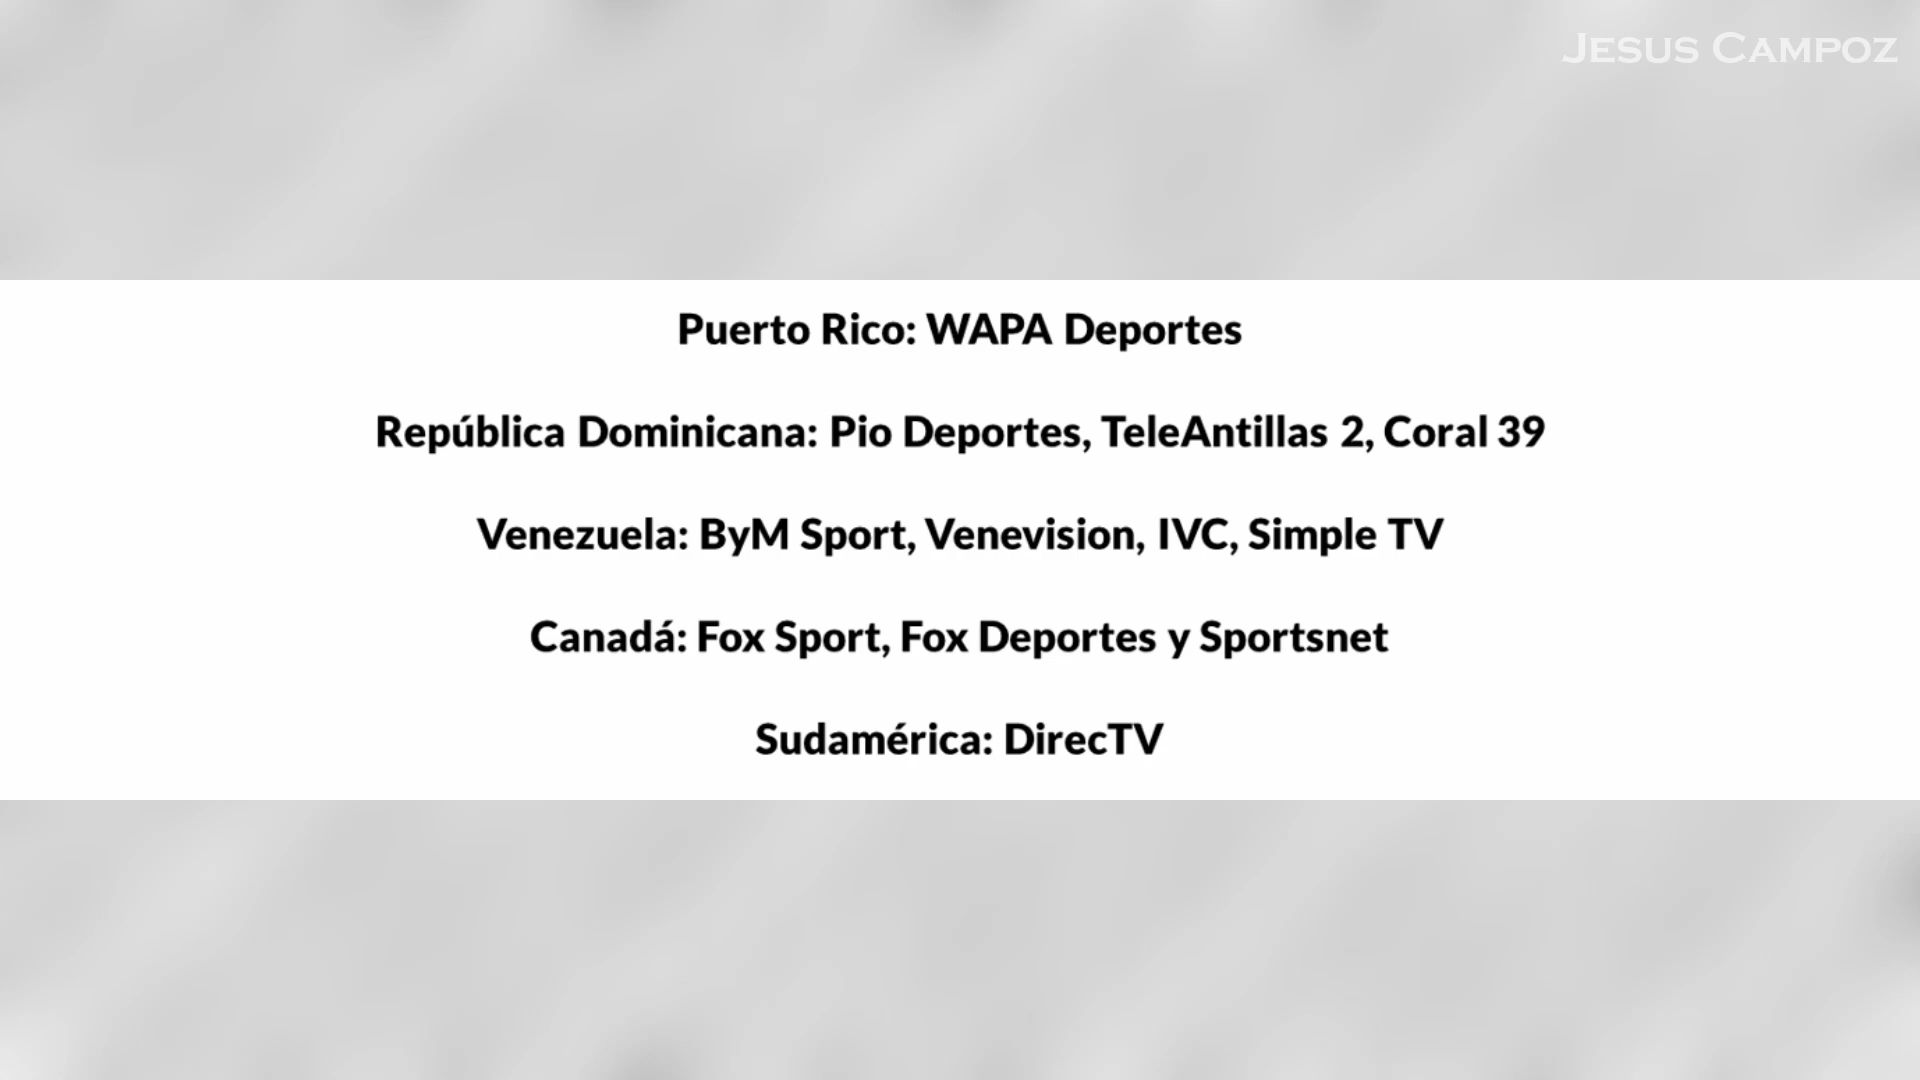 JESUS CAMPOZ
Puerto Rico: WAPA Deportes
República Dominicana: Pio Deportes, TeleAntillas 2, Coral 39
Venezuela: ByM Sport, Venevision, IVC, Simple TV
Canadá: Fox Sport, Fox Deportes y Sportsnet
Sudamérica: DirecTV